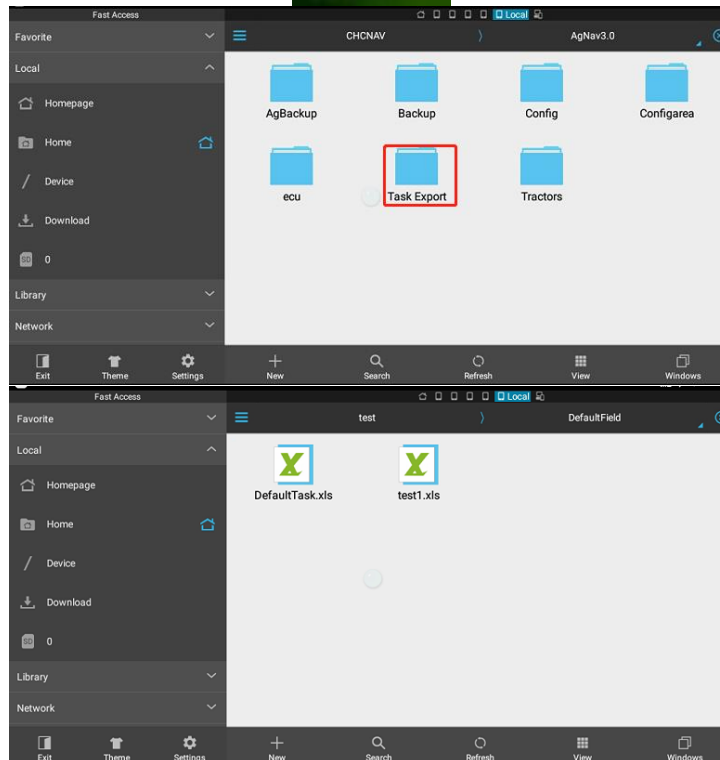 Fast Access
Local
Favorite
CHCNAV
AgNav3.0
Local
Homepage
Home
Device
Download
0
Library
Network
AgBackup
Backup
Config
Configarea
ecu
Task Export
Tractors
Exit
Theme
Settings
New
Search
Refresh
View
Windows
Fast Access
Local
Favorite
test
DefaultField
Local
Homepage
Home
Device
Download
SD
0
Library
Network
DefaultTask.xls
test1.xls
Exit
Theme
Settings
New
Search
Refresh
View
Windows